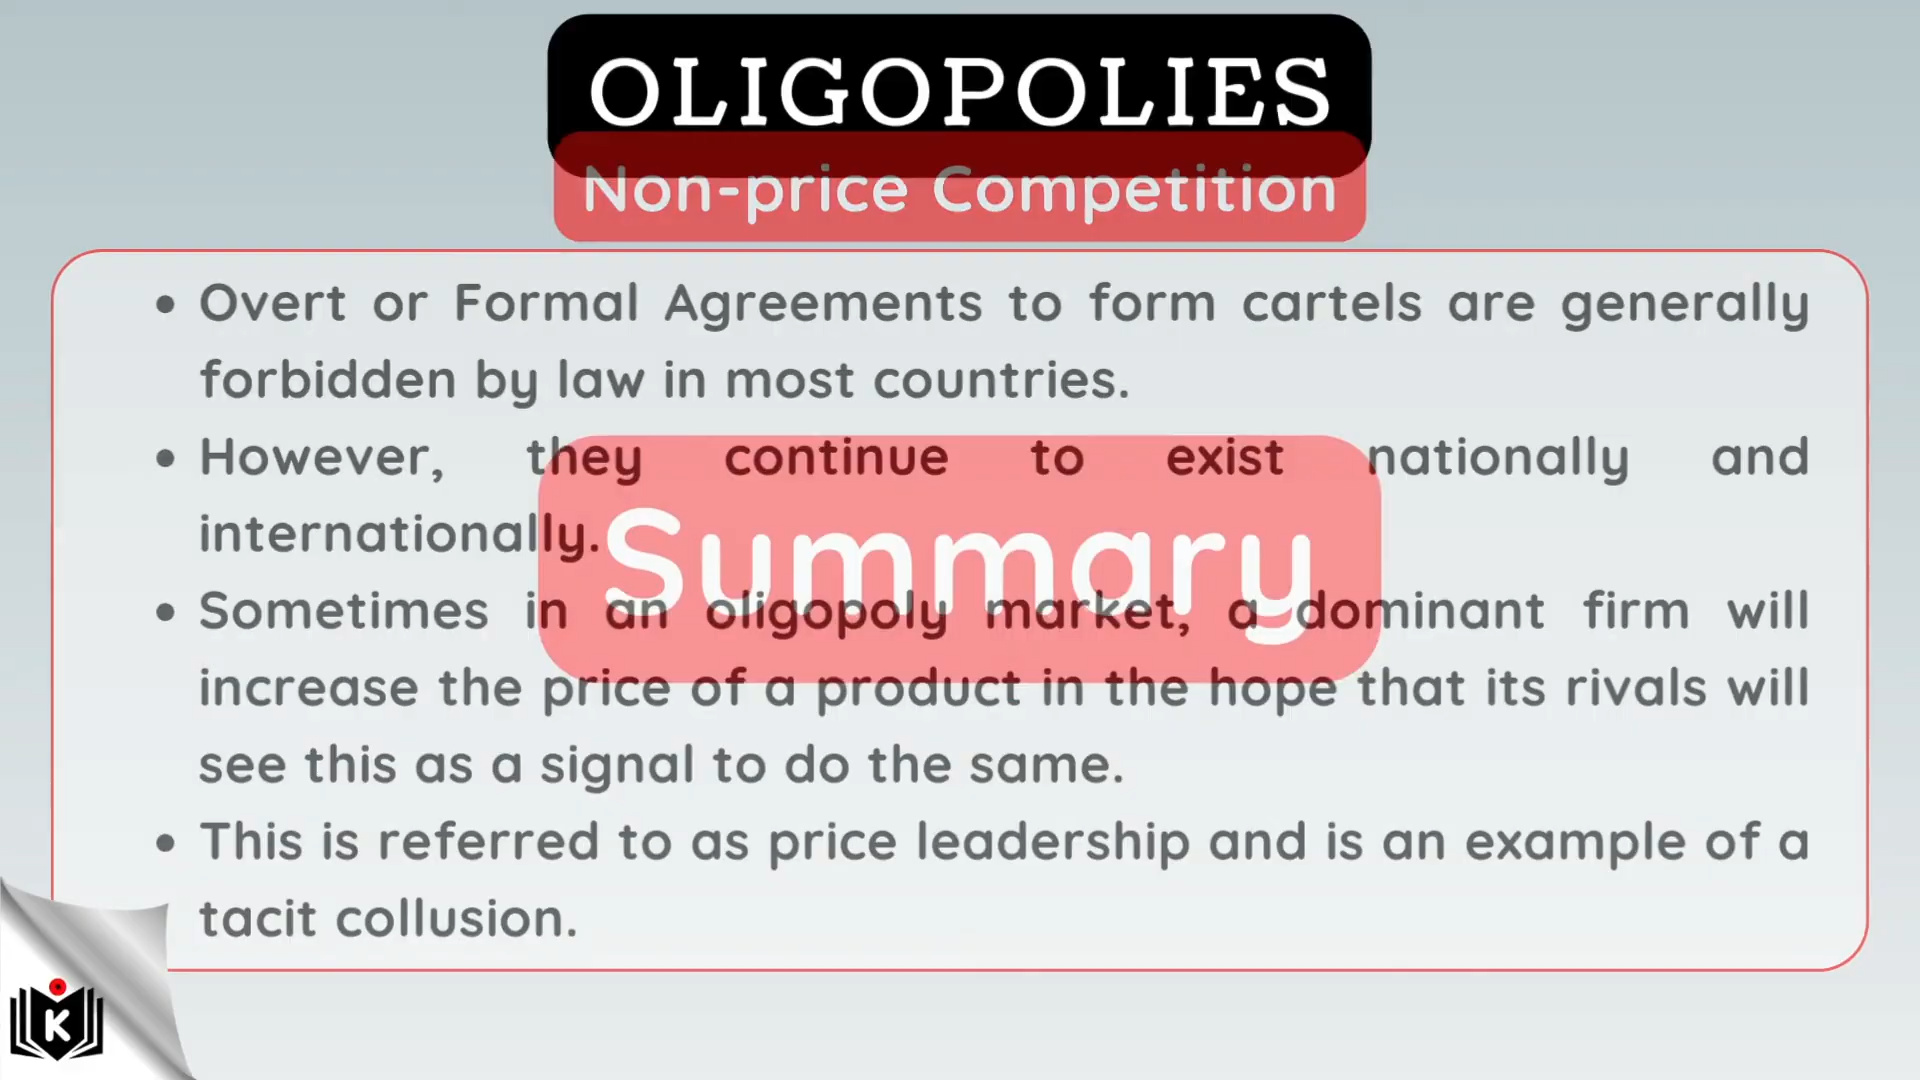 OLIGOPOLIES
Non-price Competition
• Overt or Formal Agreements to form cartels are generally
forbidden by law in most countries.
• However, they continue to exist nationally and
internationally.
Summary
• Sometimes in an oligopoly market, a dominant firm will
increase the price of a product in the hope that its rivals will
see this as a signal to do the same.
• This is referred to as price leadership and is an example of a
tacit collusion.
K